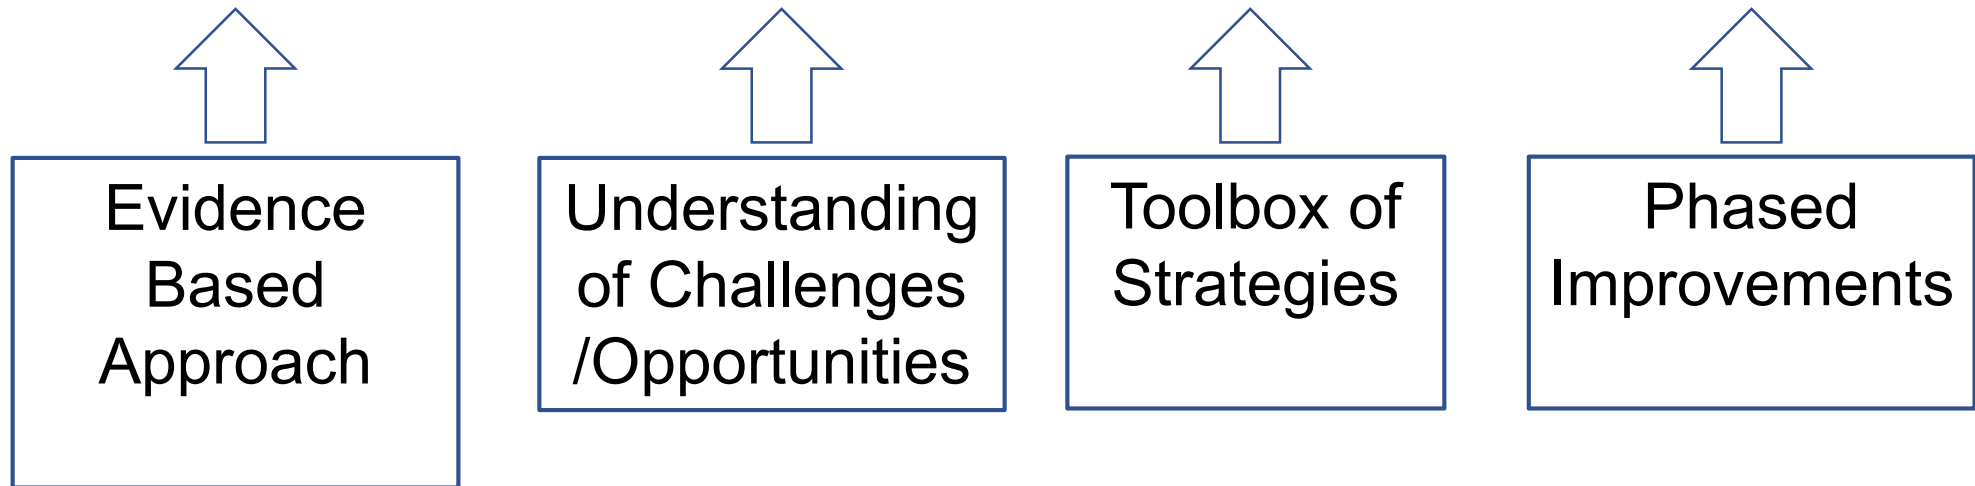 Evidence
Based
Approach
Understanding
of Challenges
/Opportunities
Toolbox of
Strategies
Phased
Improvements